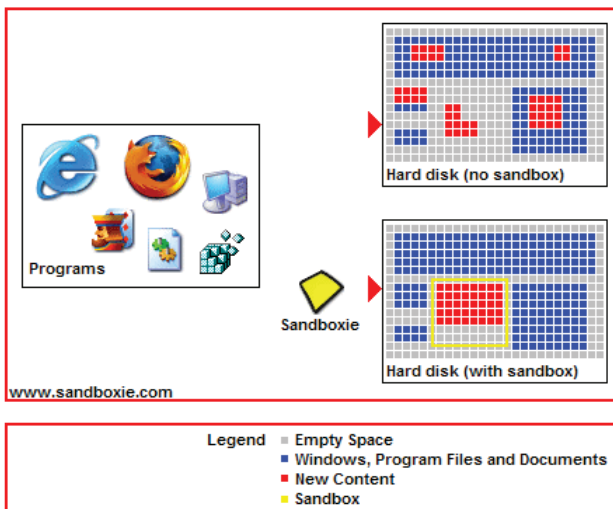 Hard disk (no sandbox)
Programs
Sandboxie
Hard disk (with sandbox)
www.sandboxie.com
Legend
Empty Space
Windows, Program Files and Documents
New Content
Sandbox